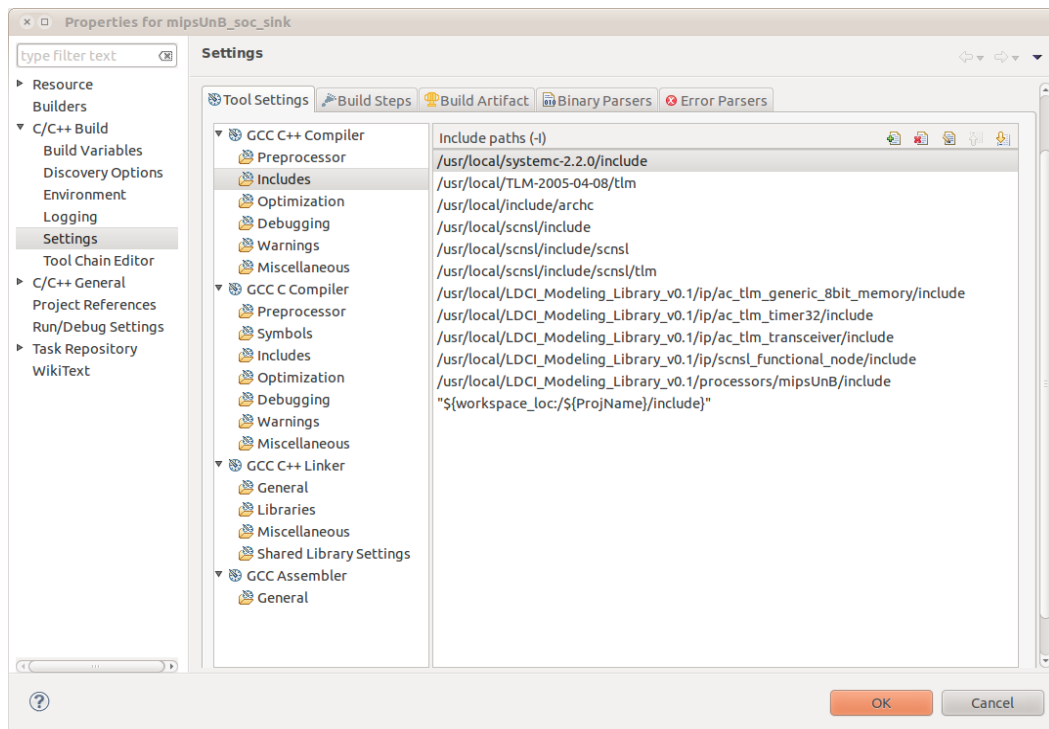 Properties for mipsUnB_soc_sink
type filter text
Resource
Builders
C/C++ Build
Build Variables
Discovery Options
Environment
Logging
Settings
Tool Chain Editor
C/C++ General
Project References
Run/Debug Settings
Task Repository
WikiText
Settings
Tool Settings
Build Steps
Build Artifact
Binary Parsers
Error Parsers
GCC C++ Compiler
Preprocessor
Includes
Optimization
Debugging
Warnings
Miscellaneous
GCC C Compiler
Preprocessor
Symbols
Includes
Optimization
Debugging
Warnings
Miscellaneous
GCC C++ Linker
General
Libraries
Miscellaneous
Shared Library Settings
GCC Assembler
General
Include paths (-I)
/usr/local/systemc-2.2.0/include
/usr/local/TLM-2005-04-08/tlm
/usr/local/include/archc
/usr/local/scnsl/include
/usr/local/scnsl/include/scnsl
/usr/local/scnsl/include/scnsl/tlm
/usr/local/LDCI_Modeling_Library_v0.1/ip/ac_tlm_generic_8bit_memory/include
/usr/local/LDCI_Modeling_Library_v0.1/ip/ac_tlm_timer32/include
/usr/local/LDCI_Modeling_Library_v0.1/ip/ac_tlm_transceiver/include
/usr/local/LDCI_Modeling_Library_v0.1/ip/scnsl_functional_node/include
/usr/local/LDCI_Modeling_Library_v0.1/processors/mipsUnB/include
"${workspace_loc:/${ProjName}/include}"
OK
Cancel